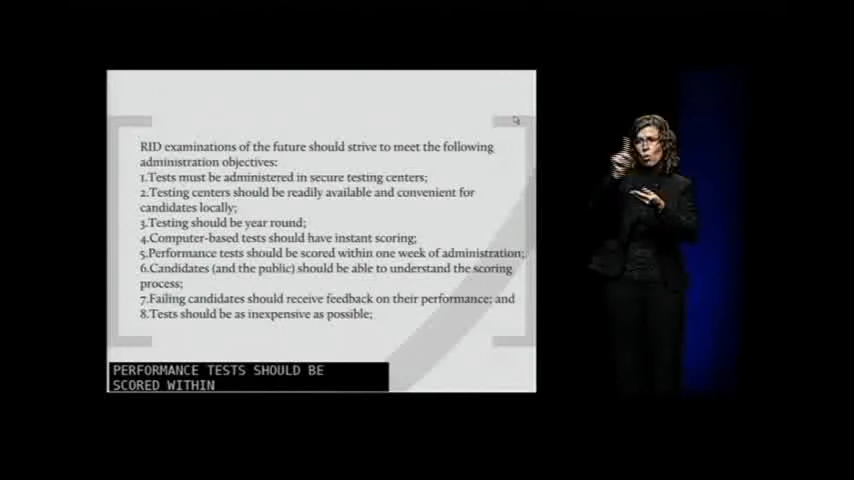 RID examinations of the future should strive to meet the following
administration objectives:
1.Tests must be administered in secure testing centers;
2.Testing centers should be readily available and convenient for
candidates locally;
3.Testing should be year round;
4.Computer-based tests should have instant scoring;
5.Performance tests should be scored within one week of administration;
6.Candidates (and the public) should be able to understand the scoring
process;
7.Failing candidates should receive feedback on their performance; and
8.Tests should be as inexpensive as possible;
PERFORMANCE TESTS SHOULD BE
SCORED WITHIN